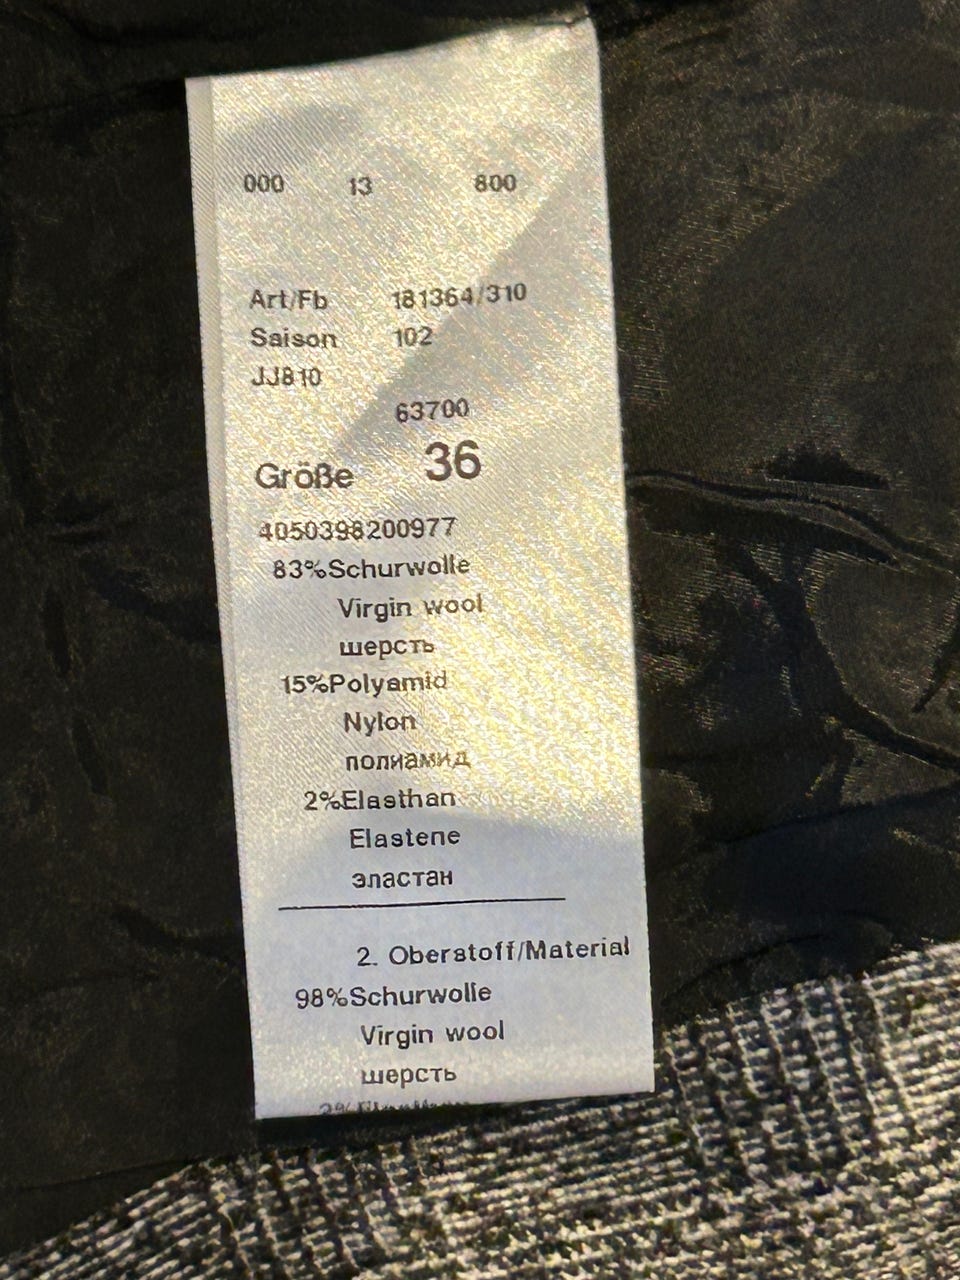 000 13 800
Art/Fb 181364/310
Saison 102
JJ810
63700
Größe 36
4050398200977
83%Schurwolle
Virgin wool
шерсть
15%Polyamid
Nylon
полиамид
2%Elasthan
Elastene
эластан
2. Oberstoff/Material
98%Schurwolle
Virgin wool
шерсть